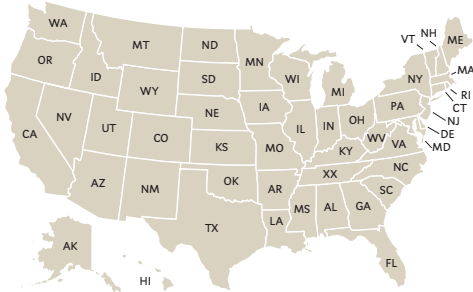 WA
MT
ND
MN
VT
NH
ME
OR
ID
SD
WI
MI
NY
MA
WY
RI
CT
NV
NE
IA
PA
NJ
CA
UT
CO
IL
IN
OH
DE
MD
KS
MO
KY
WV
VA
AZ
NM
OK
AR
XX
NC
SC
TX
LA
MS
AL
GA
FL
AK
HI